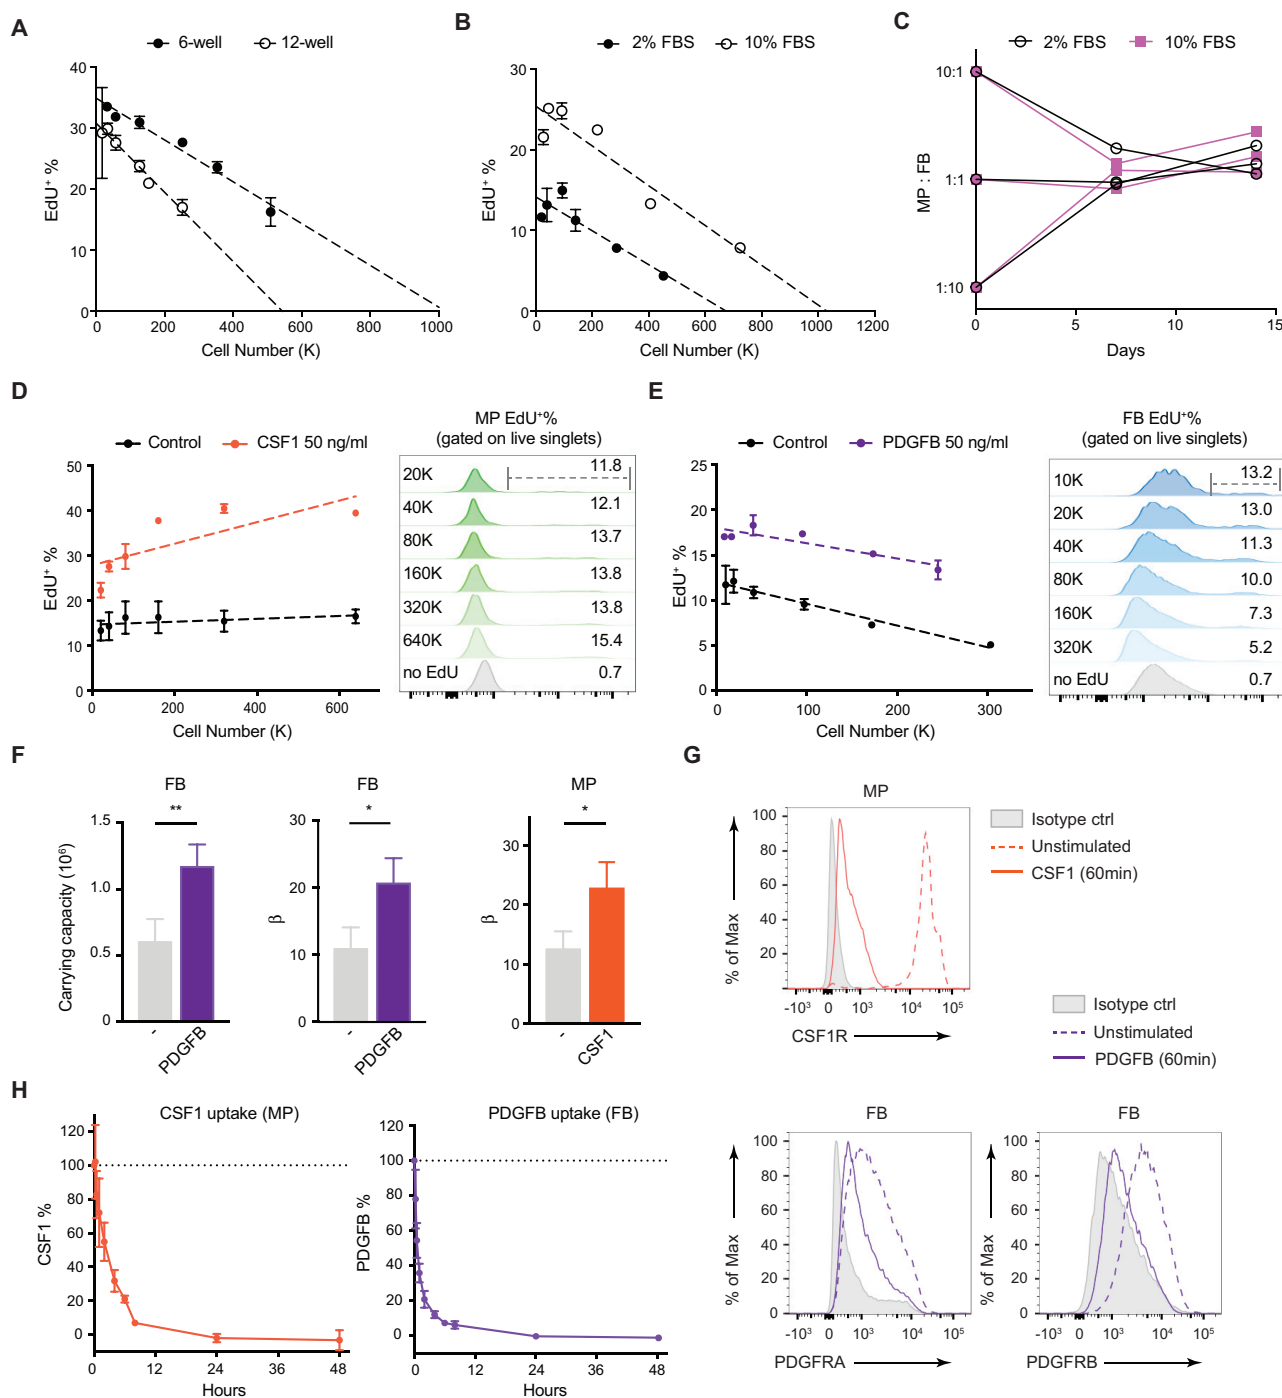 A
6-well
12-well
EdU⁺ %
40
30
20
10
0
0
200
400
600
800
1000
Cell Number (K)
B
2% FBS
10% FBS
EdU⁺ %
30
20
10
0
0
200
400
600
800
1000
1200
Cell Number (K)
C
2% FBS
10% FBS
MP : FB
10:1
1:1
1:10
0
5
10
15
Days
D
Control
CSF1 50 ng/ml
EdU⁺ %
50
40
30
20
10
0
0
200
400
600
Cell Number (K)
MP EdU⁺%
(gated on live singlets)
20K 11.8
40K 12.1
80K 13.7
160K 13.8
320K 13.8
640K 15.4
no EdU 0.7
E
Control
PDGFB 50 ng/ml
EdU⁺ %
25
20
15
10
5
0
0
100
200
300
Cell Number (K)
FB EdU⁺%
(gated on live singlets)
10K 13.2
20K 13.0
40K 11.3
80K 10.0
160K 7.3
320K 5.2
no EdU 0.7
F
FB
**
Carrying capacity (10⁶)
1.5
1.0
0.5
0
-
PDGFB
FB
*
β
30
20
10
0
-
PDGFB
MP
*
β
30
20
10
0
-
CSF1
G
MP
% of Max
100
80
60
40
20
0
-10³
0
10³
10⁴
10⁵
CSF1R
Isotype ctrl
Unstimulated
CSF1 (60min)
Isotype ctrl
Unstimulated
PDGFB (60min)
FB
% of Max
100
80
60
40
20
0
-10³
0
10³
10⁴
10⁵
PDGFRA
FB
% of Max
100
80
60
40
20
0
-10³
0
10³
10⁴
10⁵
PDGFRB
H
CSF1 uptake (MP)
CSF1 %
120
100
80
60
40
20
0
0
12
24
36
48
Hours
PDGFB uptake (FB)
PDGFB %
120
100
80
60
40
20
0
0
12
24
36
48
Hours